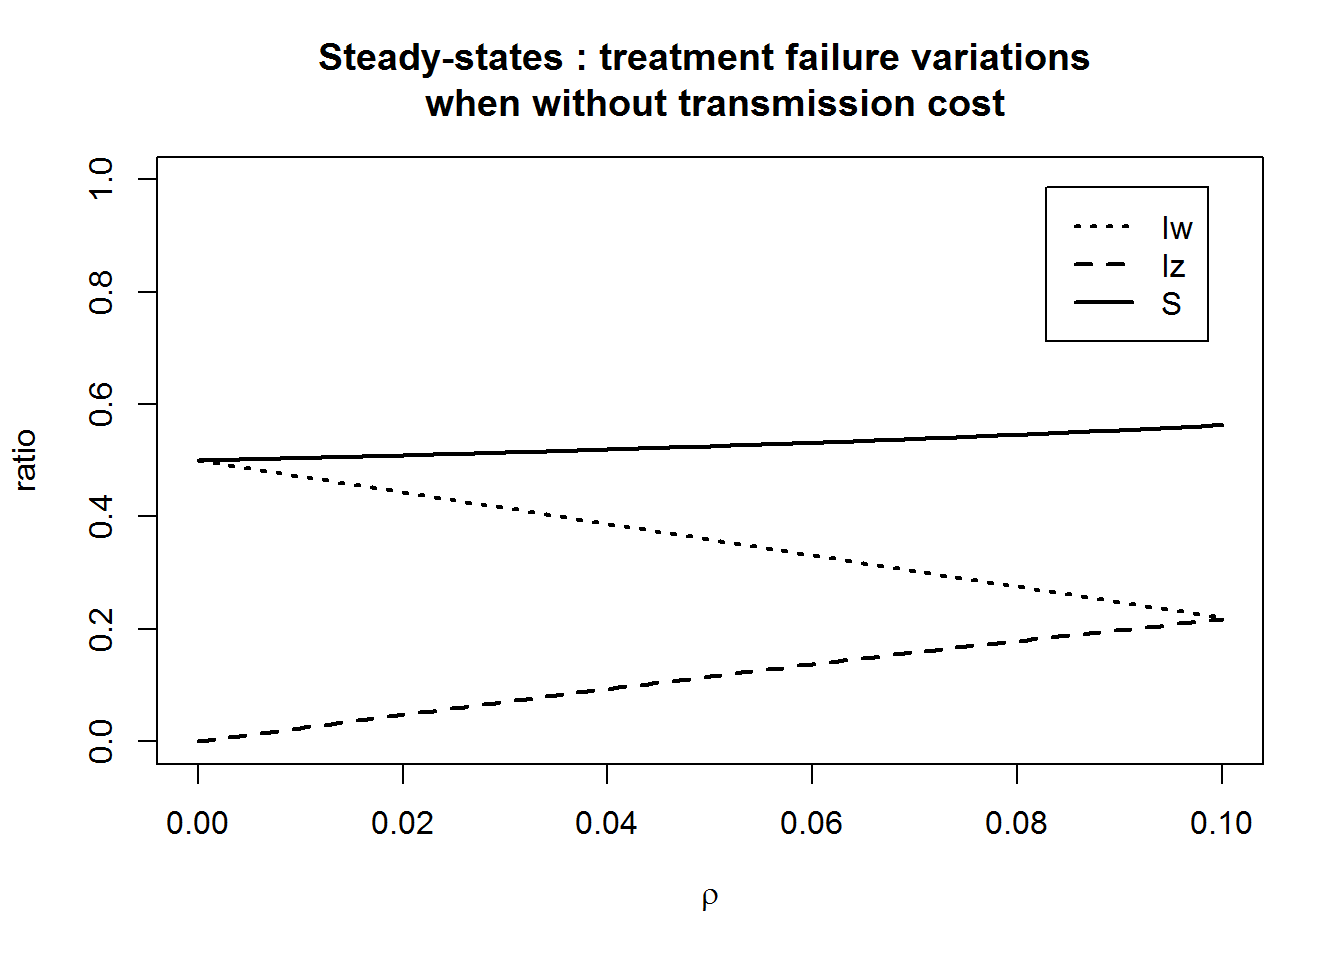 Steady-states : treatment failure variations
when without transmission cost
1.0
0.8
0.6
0.4
0.2
0.0
ratio
Iw
Iz
S
0.00 0.02 0.04 0.06 0.08 0.10
ρ